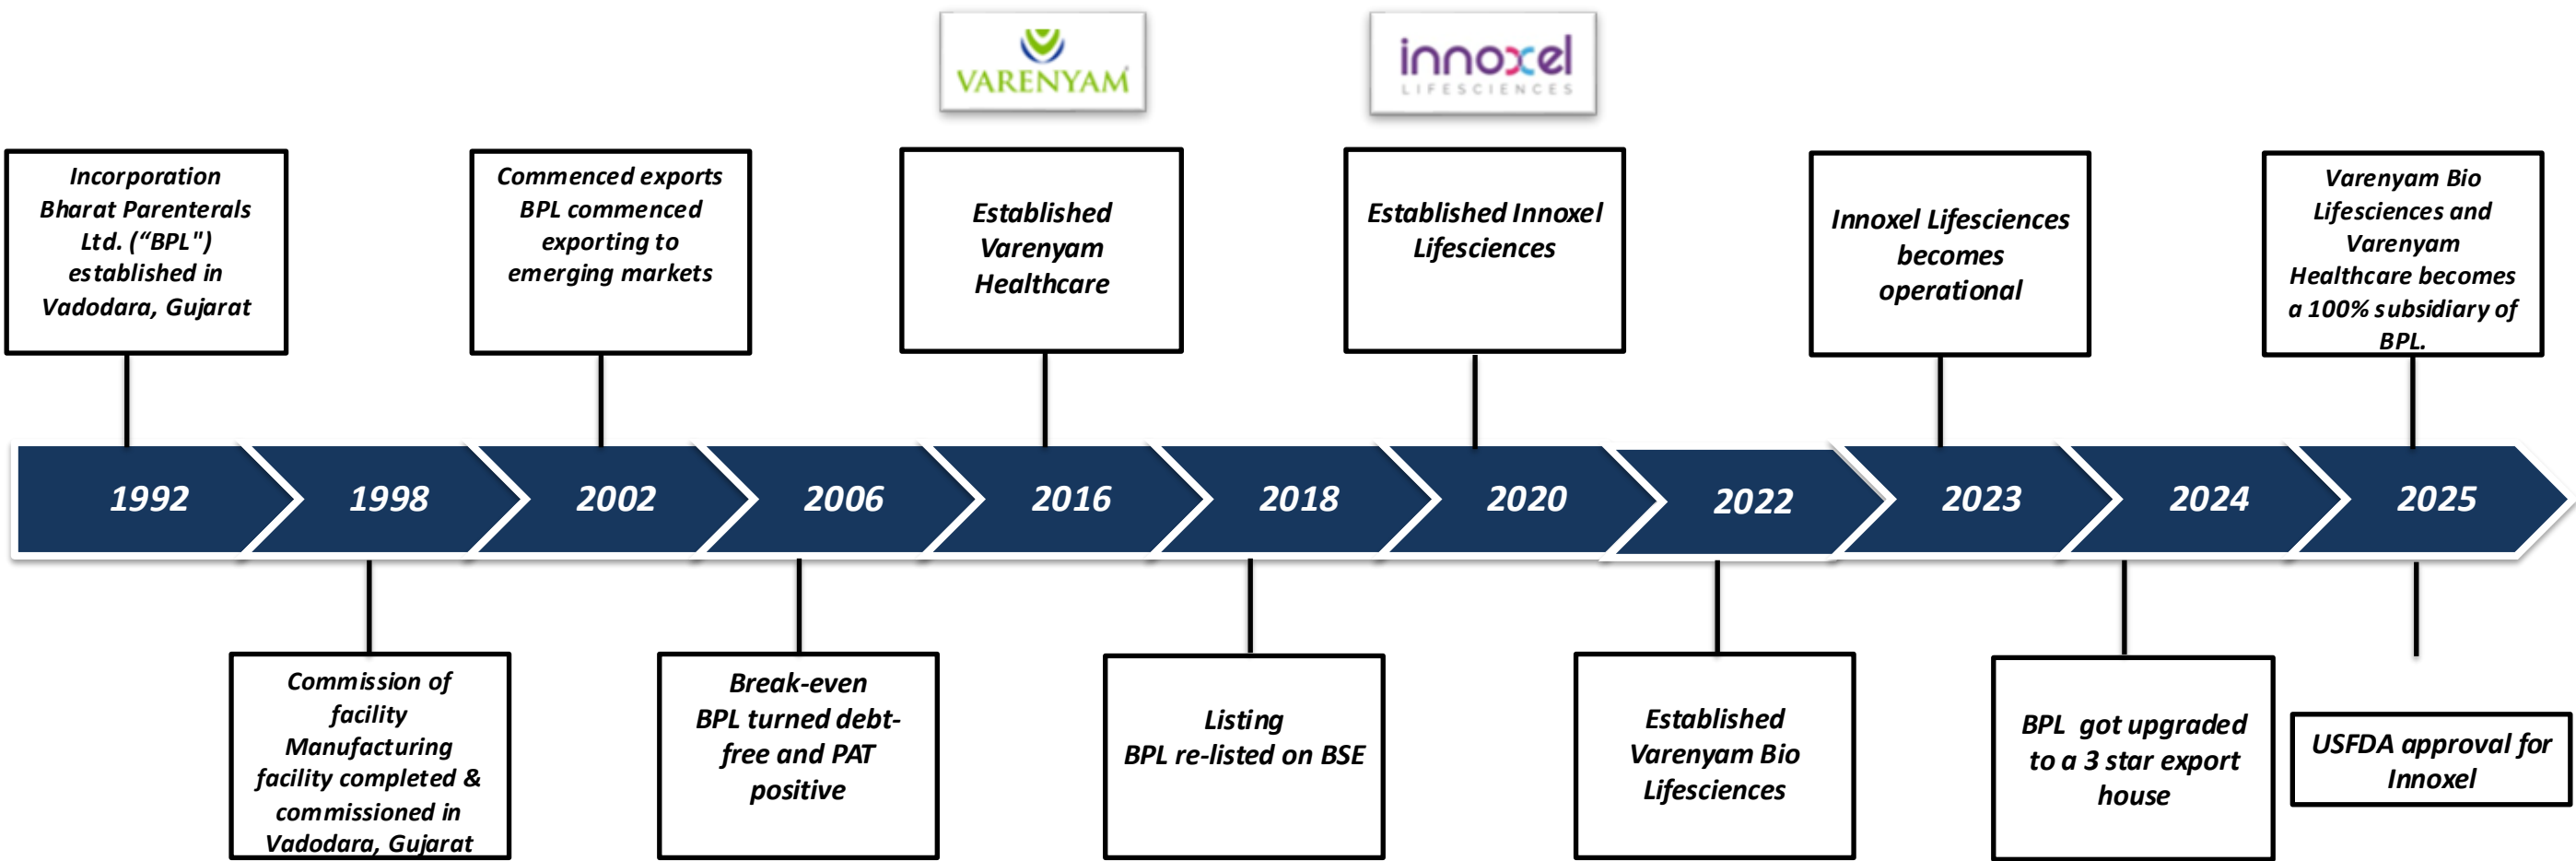 VARENYAM
innoxel
LIFESCIENCES
Incorporation
Bharat Parenterals
Ltd. (“BPL")
established in
Vadodara, Gujarat
Commenced exports
BPL commenced
exporting to
emerging markets
Established
Varenyam
Healthcare
Established Innoxel
Lifesciences
Innoxel Lifesciences
becomes
operational
Varenyam Bio
Lifesciences and
Varenyam
Healthcare becomes
a 100% subsidiary of
BPL.
1992
1998
2002
2006
2016
2018
2020
2022
2023
2024
2025
Commission of
facility
Manufacturing
facility completed &
commissioned in
Vadodara, Gujarat
Break-even
BPL turned debt-
free and PAT
positive
Listing
BPL re-listed on BSE
Established
Varenyam Bio
Lifesciences
BPL got upgraded
to a 3 star export
house
USFDA approval for
Innoxel